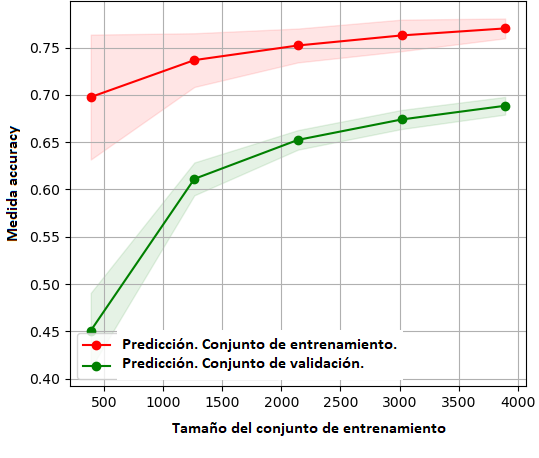 0.75
0.70
0.65
0.60
0.55
0.50
0.45
0.40
Medida accuracy
Predicción. Conjunto de entrenamiento.
Predicción. Conjunto de validación.
500 1000 1500 2000 2500 3000 3500 4000
Tamaño del conjunto de entrenamiento